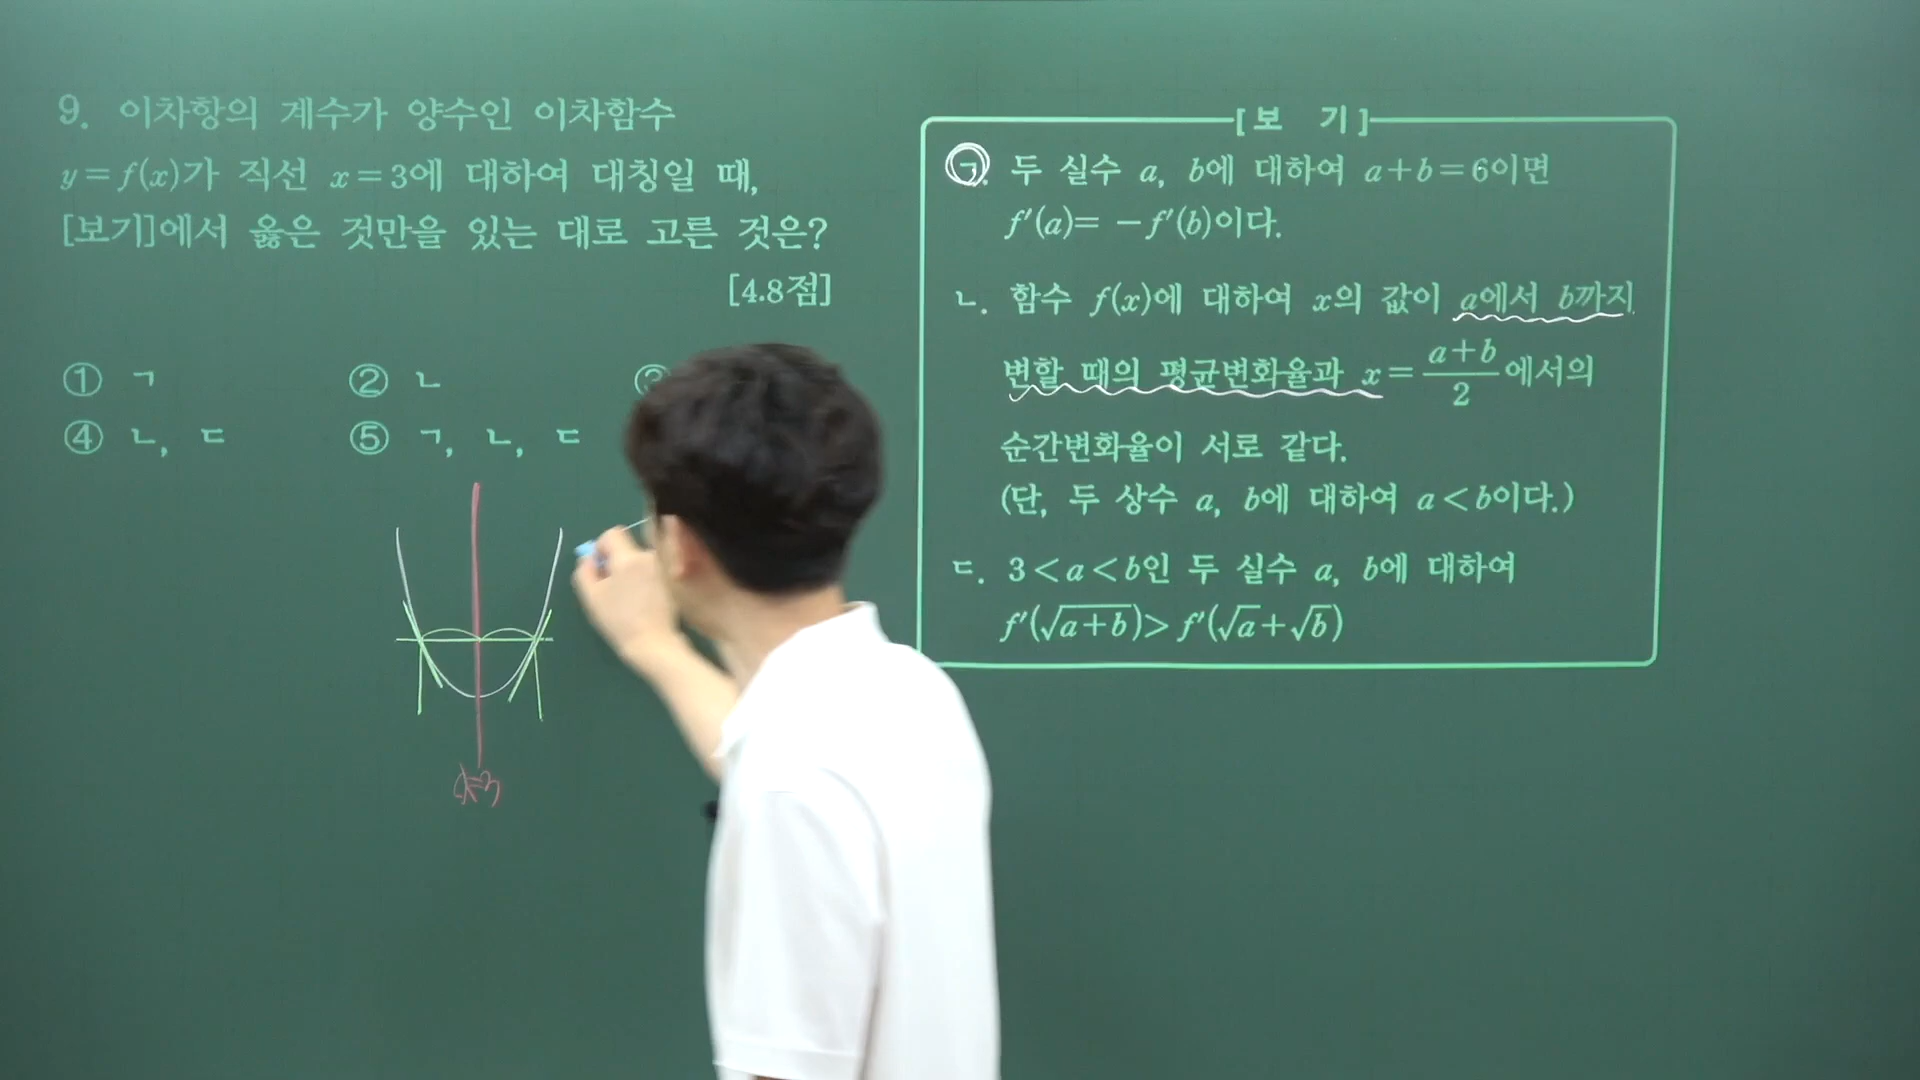 9. 이차항의 계수가 양수인 이차함수
y=f(x)가 직선 x=3에 대하여 대칭일 때,
[보기]에서 옳은 것만을 있는 대로 고른 것은?
[4.8점]
① ㄱ ② ㄴ ③
④ ㄴ, ㄷ ⑤ ㄱ, ㄴ, ㄷ
x=3
[보 기]
ㄱ. 두 실수 a, b에 대하여 a+b=6이면
f′(a)= −f′(b)이다.
ㄴ. 함수 f(x)에 대하여 x의 값이 a에서 b까지
변할 때의 평균변화율과 x=\frac{a+b}{2}에서의
순간변화율이 서로 같다.
(단, 두 상수 a, b에 대하여 a<b이다.)
ㄷ. 3<a<b인 두 실수 a, b에 대하여
f′(√(a+b))>f′(√a+√b)